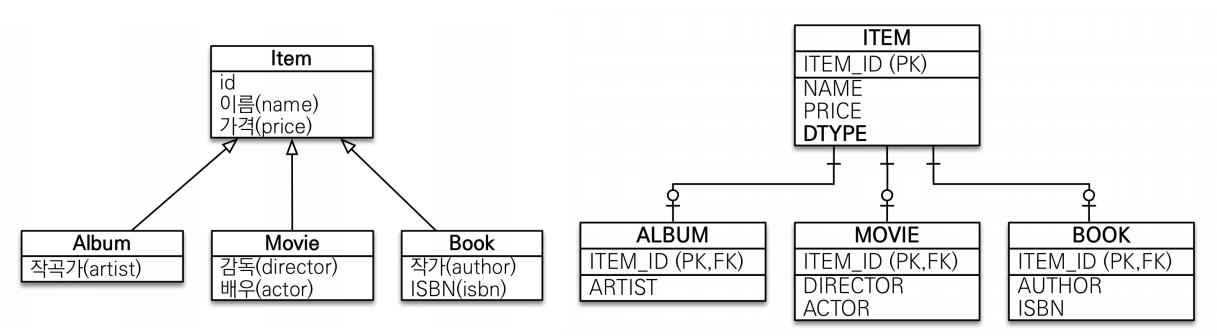 Item
id
이름(name)
가격(price)
Album
작곡가(artist)
Movie
감독(director)
배우(actor)
Book
작가(author)
ISBN(isbn)
ITEM
ITEM_ID (PK)
NAME
PRICE
DTYPE
ALBUM
ITEM_ID (PK,FK)
ARTIST
MOVIE
ITEM_ID (PK,FK)
DIRECTOR
ACTOR
BOOK
ITEM_ID (PK,FK)
AUTHOR
ISBN